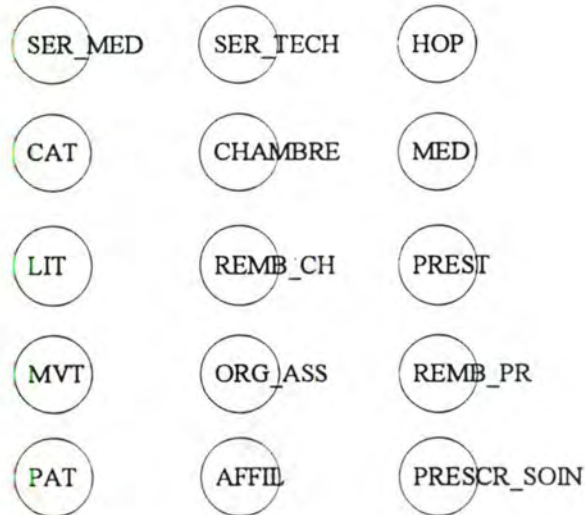 SER_MED SER_TECH HOP
CAT CHAMBRE MED
LIT REMB_CH PREST
MVT ORG_ASS REMB_PR
PAT AFFIL PRESCR_SOIN